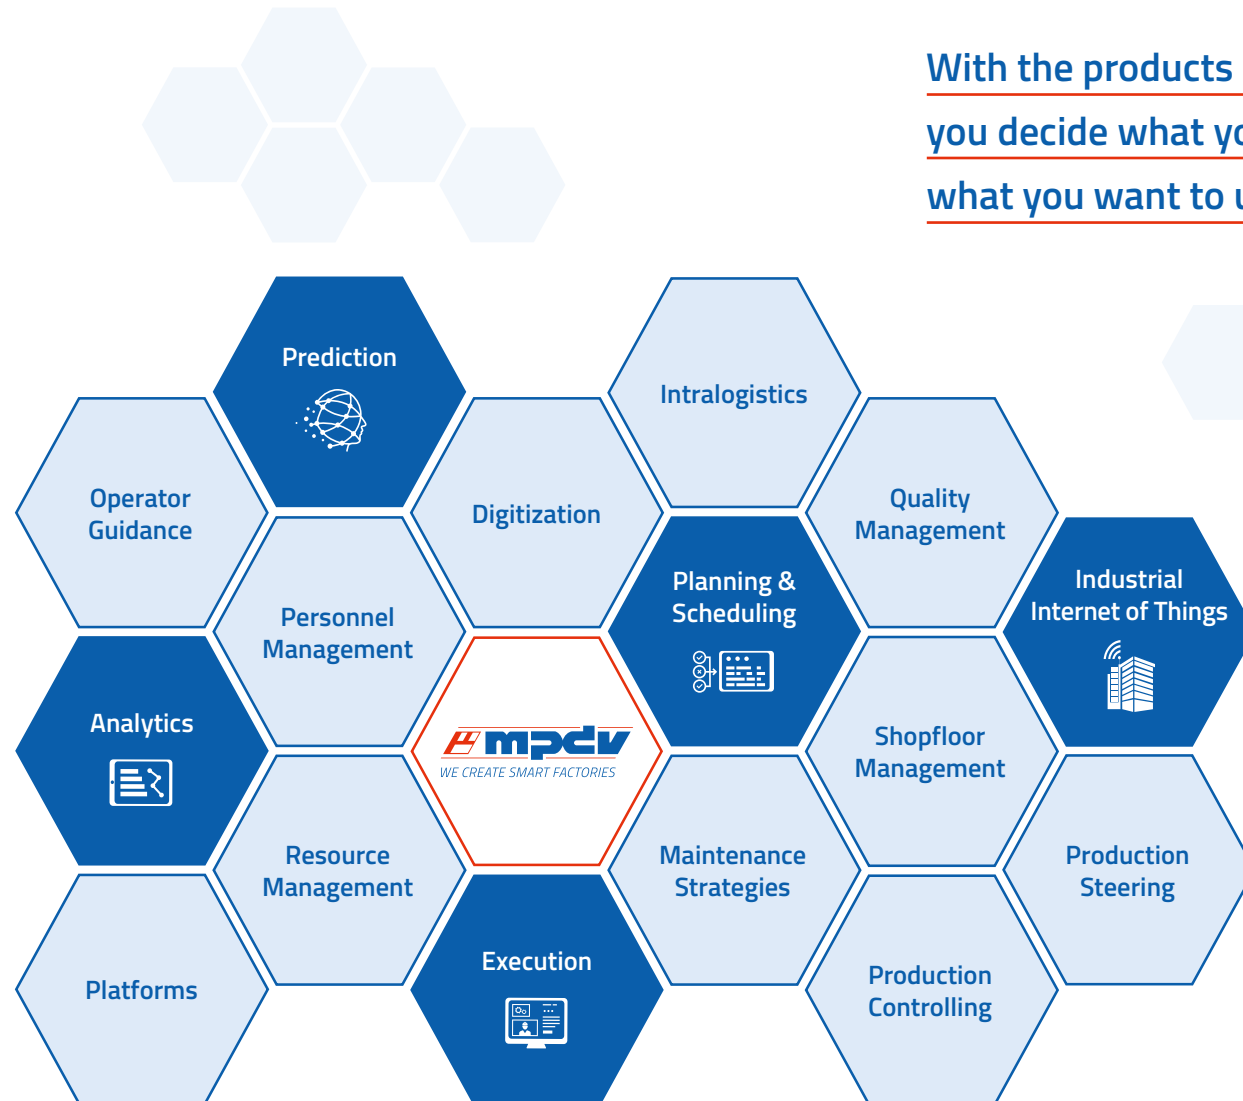 With the products
you decide what yo
what you want to u
Prediction
Intralogistics
Operator
Guidance
Digitization
Quality
Management
Planning &
Scheduling
Industrial
Internet of Things
Personnel
Management
Analytics
mpdv
WE CREATE SMART FACTORIES
Shopfloor
Management
Resource
Management
Maintenance
Strategies
Production
Steering
Execution
Platforms
Production
Controlling